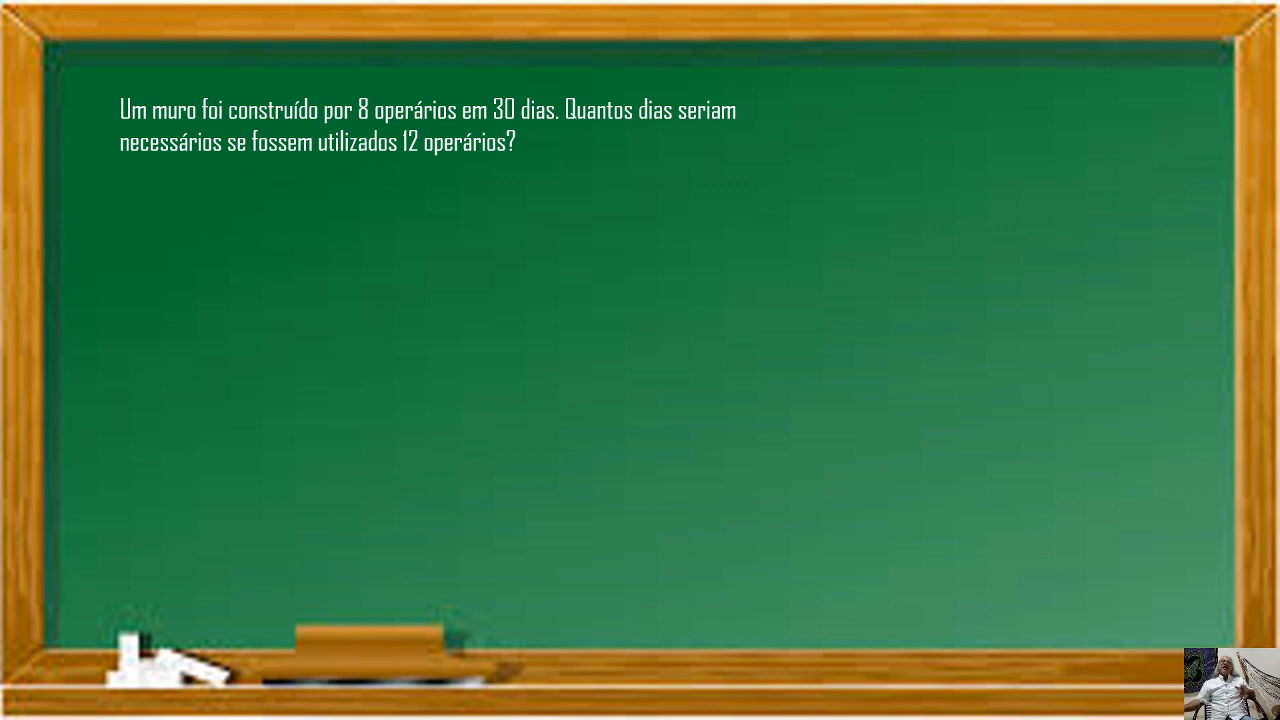 Um muro foi construído por 8 operários em 30 dias. Quantos dias seriam
necessários se fossem utilizados 12 operários?